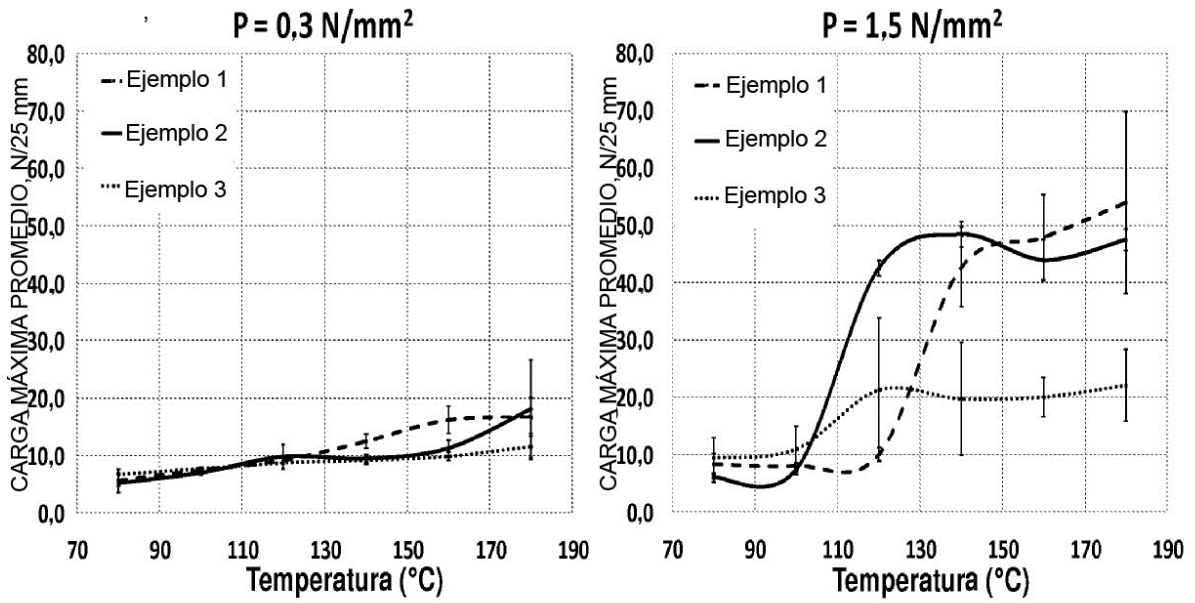 P = 0,3 N/mm²
80,0
70,0
60,0
50,0
40,0
30,0
20,0
10,0
0,0
CARGA MÁXIMA PROMEDIO, N/25 mm
Ejemplo 1
Ejemplo 2
Ejemplo 3
70 90 110 130 150 170 190
Temperatura (°C)
P = 1,5 N/mm²
80,0
70,0
60,0
50,0
40,0
30,0
20,0
10,0
0,0
CARGA MÁXIMA PROMEDIO, N/25 mm
Ejemplo 1
Ejemplo 2
Ejemplo 3
70 90 110 130 150 170 190
Temperatura (°C)